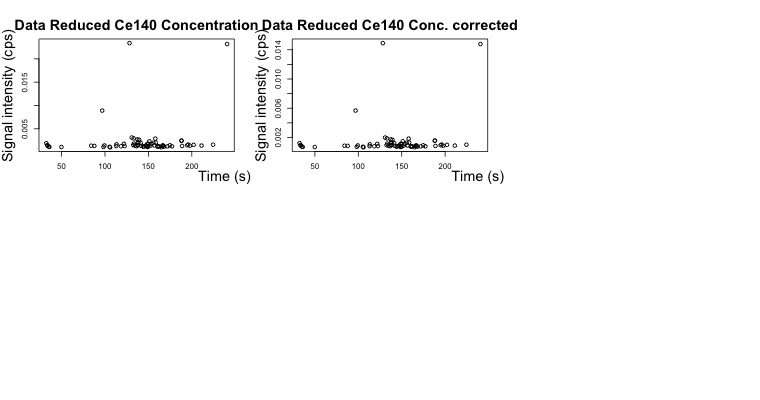 Data Reduced Ce140 Concentration
Signal intensity (cps)
0.015
0.005
50
100
150
200
Time (s)
Data Reduced Ce140 Conc. corrected
Signal intensity (cps)
0.014
0.010
0.006
0.002
50
100
150
200
Time (s)